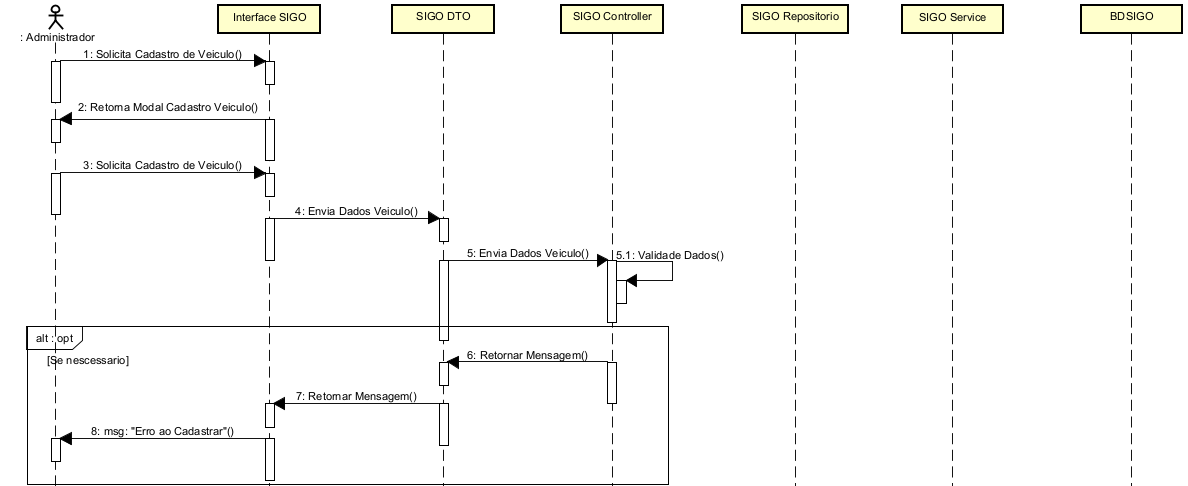 Interface SIGO
SIGO DTO
SIGO Controller
SIGO Repositorio
SIGO Service
BDSIGO
: Administrador
1: Solicita Cadastro de Veiculo()
2: Retorna Modal Cadastro Veiculo()
3: Solicita Cadastro de Veiculo()
4: Envia Dados Veiculo()
5: Envia Dados Veiculo()
5.1: Validade Dados()
alt : opt
[Se nescessario]
6: Retornar Mensagem()
7: Retornar Mensagem()
8: msg: "Erro ao Cadastrar"()